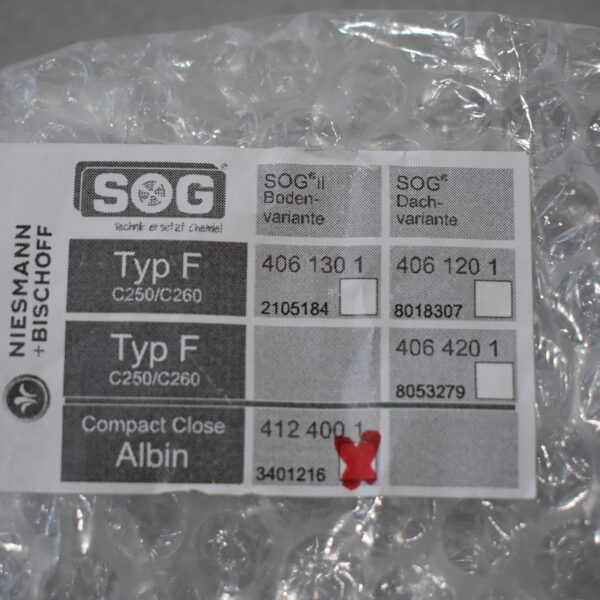 NIESMANN
+BISCHOFF
SOG
Technik ersetzt Chemie!
SOG® II
Boden-
variante
SOG®
Dach-
variante
Typ F
C250/C260
406 130 1
2105184
406 120 1
8018307
Typ F
C250/C260
406 420 1
8053279
Compact Close
Albin
412 400 1
3401216